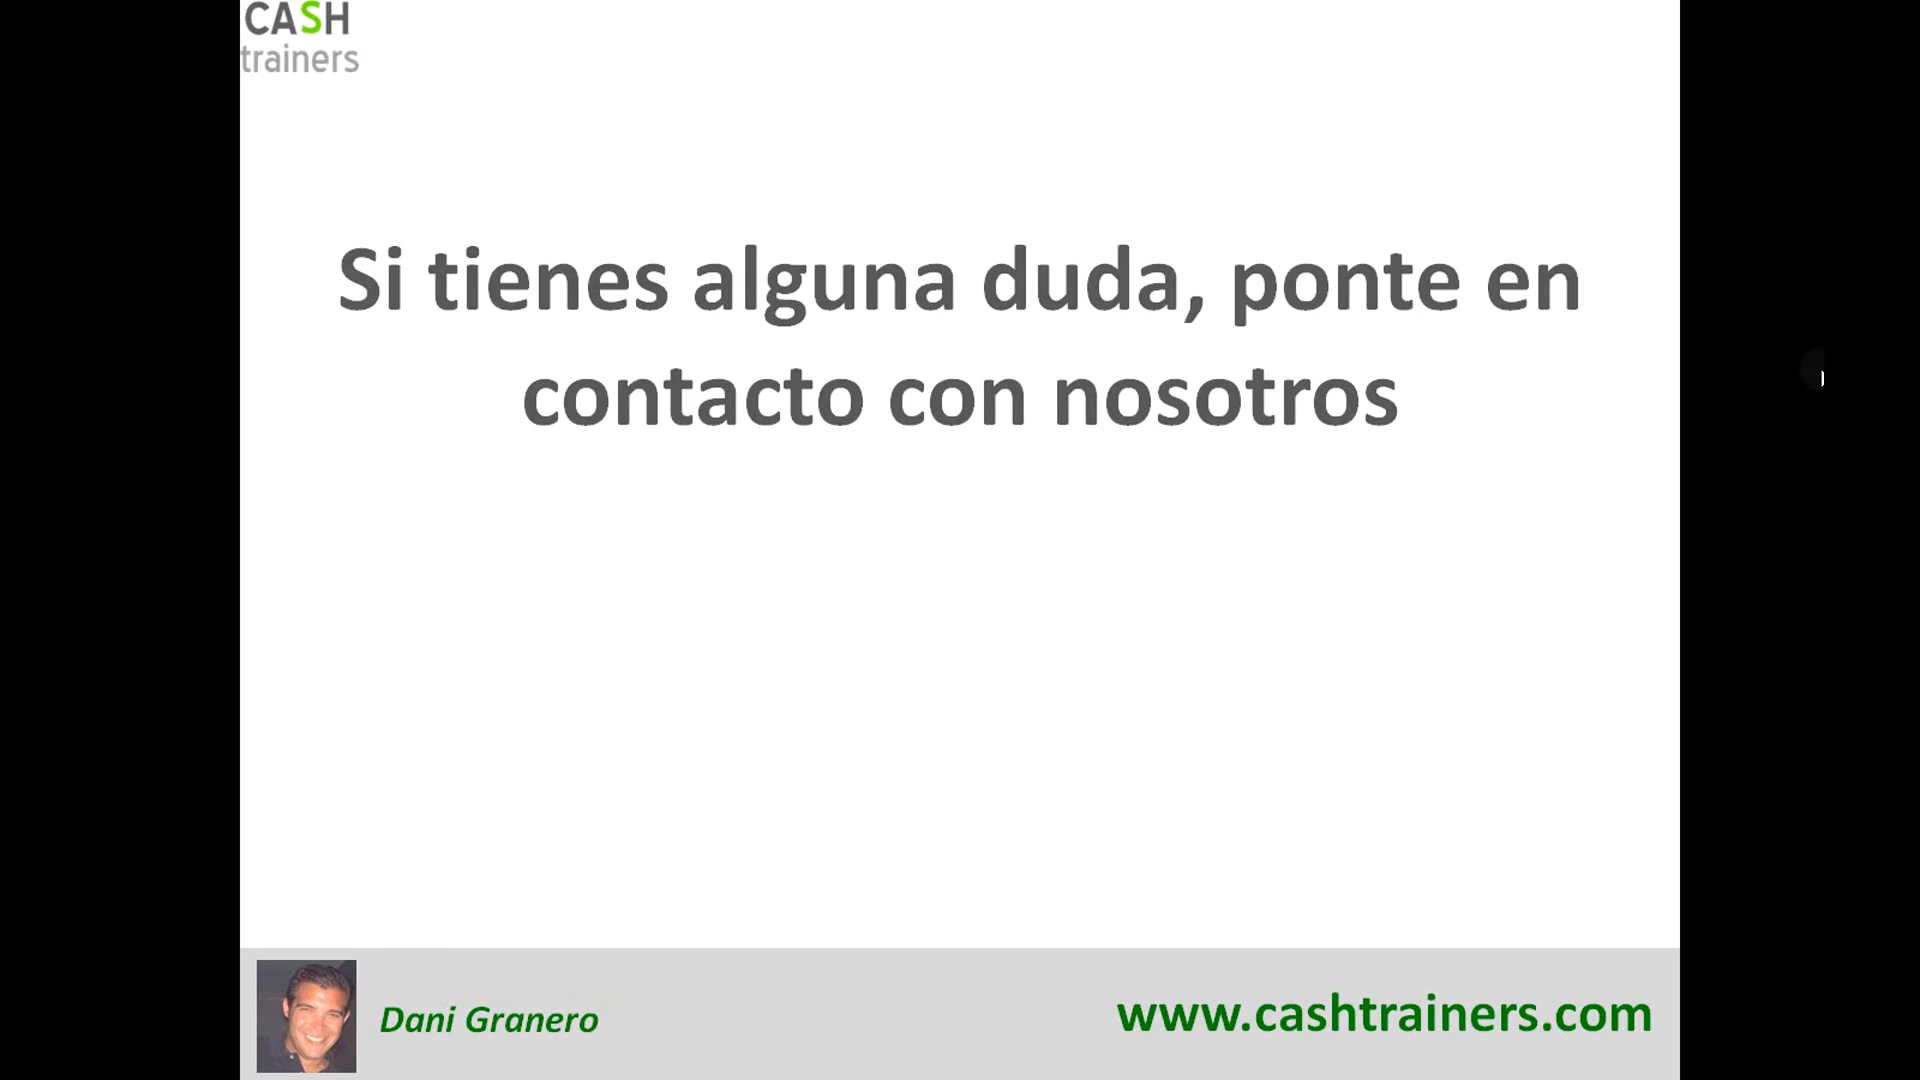 CASH
trainers
Si tienes alguna duda, ponte en
contacto con nosotros
Dani Granero
www.cashtrainers.com